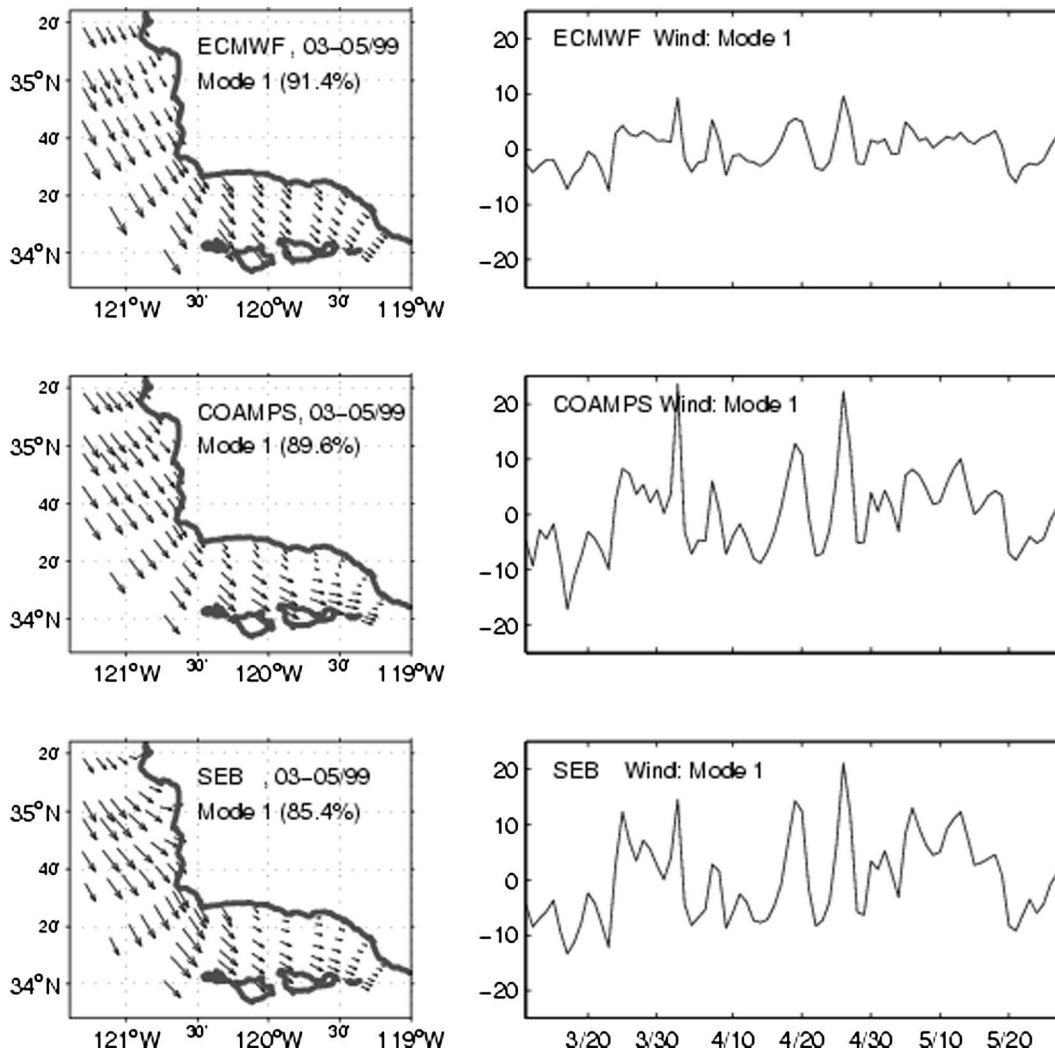 20'
35°N
40'
20'
34°N
ECMWF , 03-05/99
Mode 1 (91.4%)
121°W 30' 120°W 30' 119°W
20
10
0
-10
-20
ECMWF Wind: Mode 1
20'
35°N
40'
20'
34°N
COAMPS, 03-05/99
Mode 1 (89.6%)
121°W 30' 120°W 30' 119°W
20
10
0
-10
-20
COAMPS Wind: Mode 1
20'
35°N
40'
20'
34°N
SEB , 03-05/99
Mode 1 (85.4%)
121°W 30' 120°W 30' 119°W
20
10
0
-10
-20
SEB Wind: Mode 1
3/20 3/30 4/10 4/20 4/30 5/10 5/20